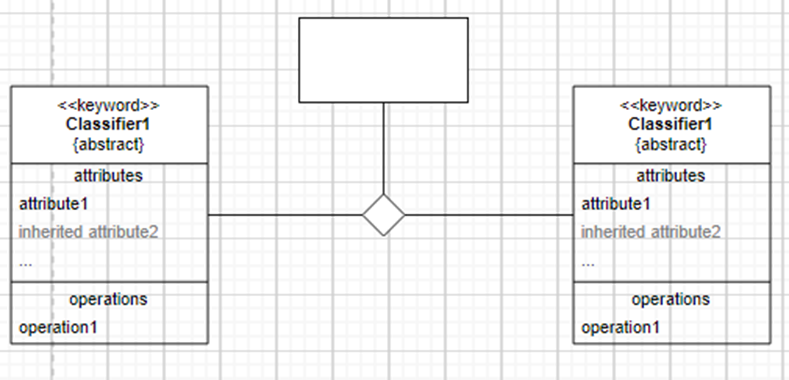 <<keyword>>
Classifier1
{abstract}
attributes
attribute1
inherited attribute2
...
operations
operation1
<<keyword>>
Classifier1
{abstract}
attributes
attribute1
inherited attribute2
...
operations
operation1